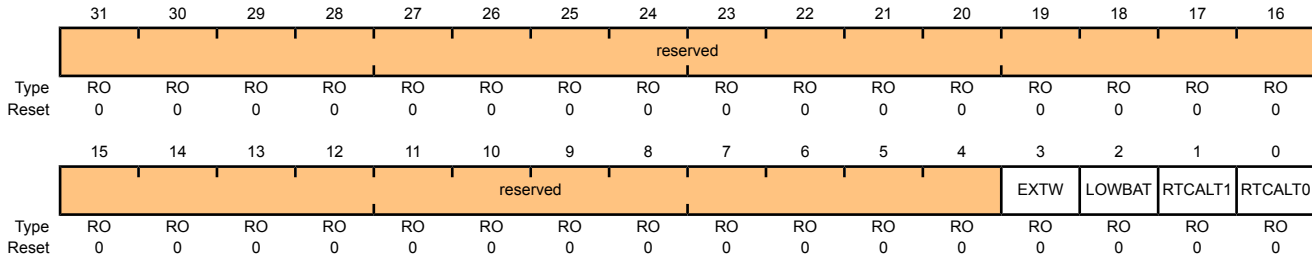 31 30 29 28 27 26 25 24 23 22 21 20 19 18 17 16
reserved
Type RO RO RO RO RO RO RO RO RO RO RO RO RO RO RO RO
Reset 0 0 0 0 0 0 0 0 0 0 0 0 0 0 0 0
15 14 13 12 11 10 9 8 7 6 5 4 3 2 1 0
reserved EXTW LOWBAT RTCALT1 RTCALT0
Type RO RO RO RO RO RO RO RO RO RO RO RO RO RO RO RO
Reset 0 0 0 0 0 0 0 0 0 0 0 0 0 0 0 0